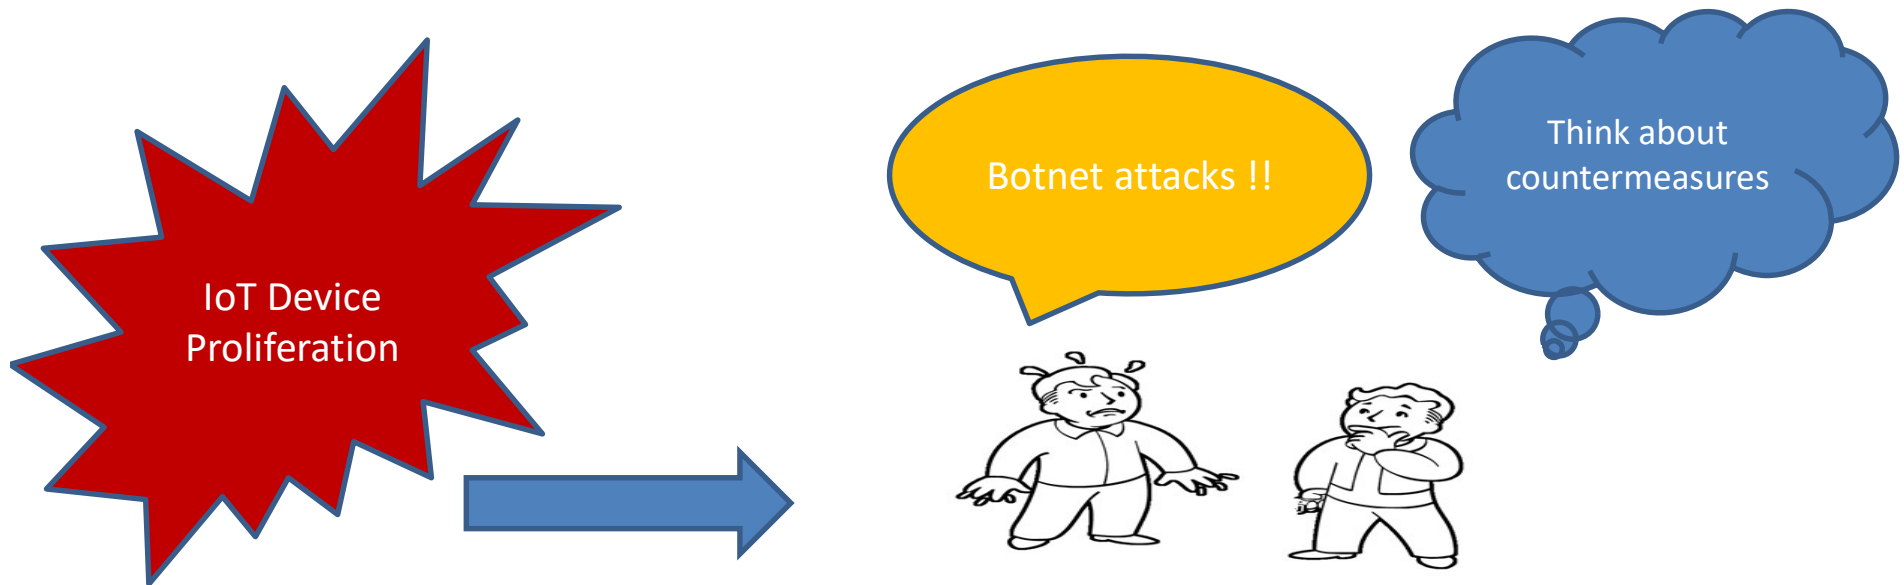 IoT Device
Proliferation
Botnet attacks !!
Think about
countermeasures